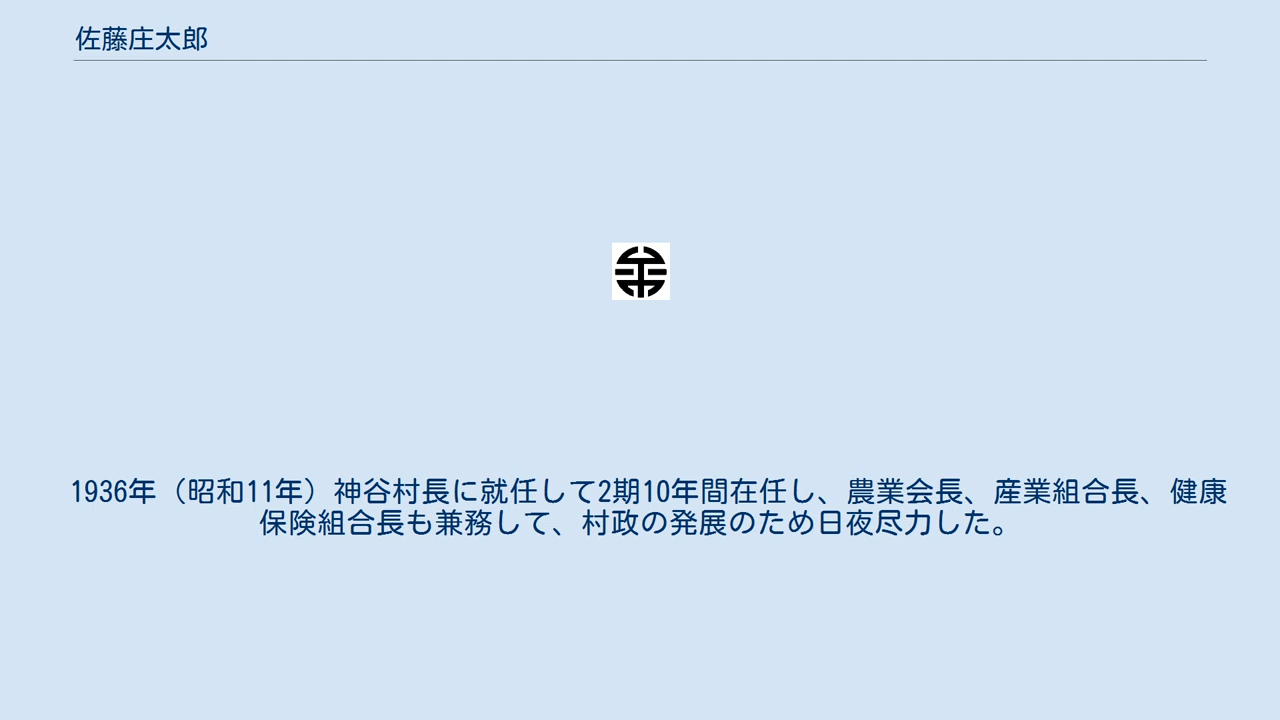 佐藤庄太郎
1936年（昭和11年）神谷村長に就任して2期10年間在任し、農業会長、産業組合長、健康
保険組合長も兼務して、村政の発展のため日夜尽力した。